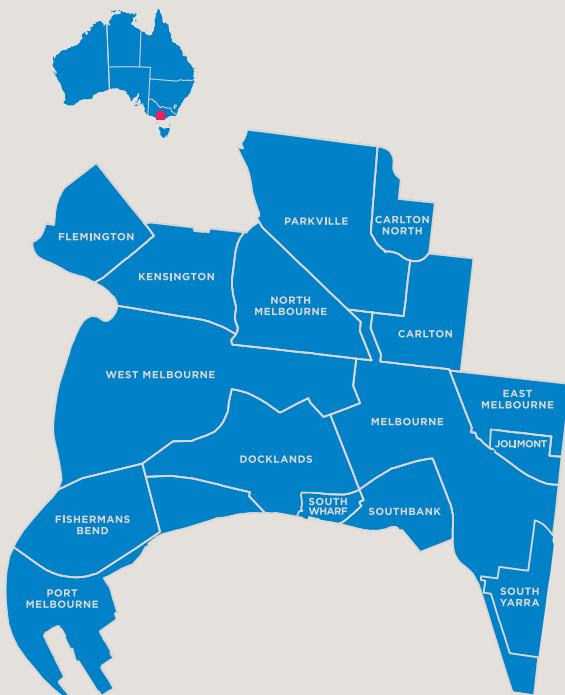 PARKVILLE
CARLTON
NORTH
FLEMINGTON
KENSINGTON
NORTH
MELBOURNE
CARLTON
WEST MELBOURNE
EAST
MELBOURNE
MELBOURNE
JOLIMONT
DOCKLANDS
SOUTH
WHARF
SOUTHBANK
FISHERMANS
BEND
PORT
MELBOURNE
SOUTH
YARRA